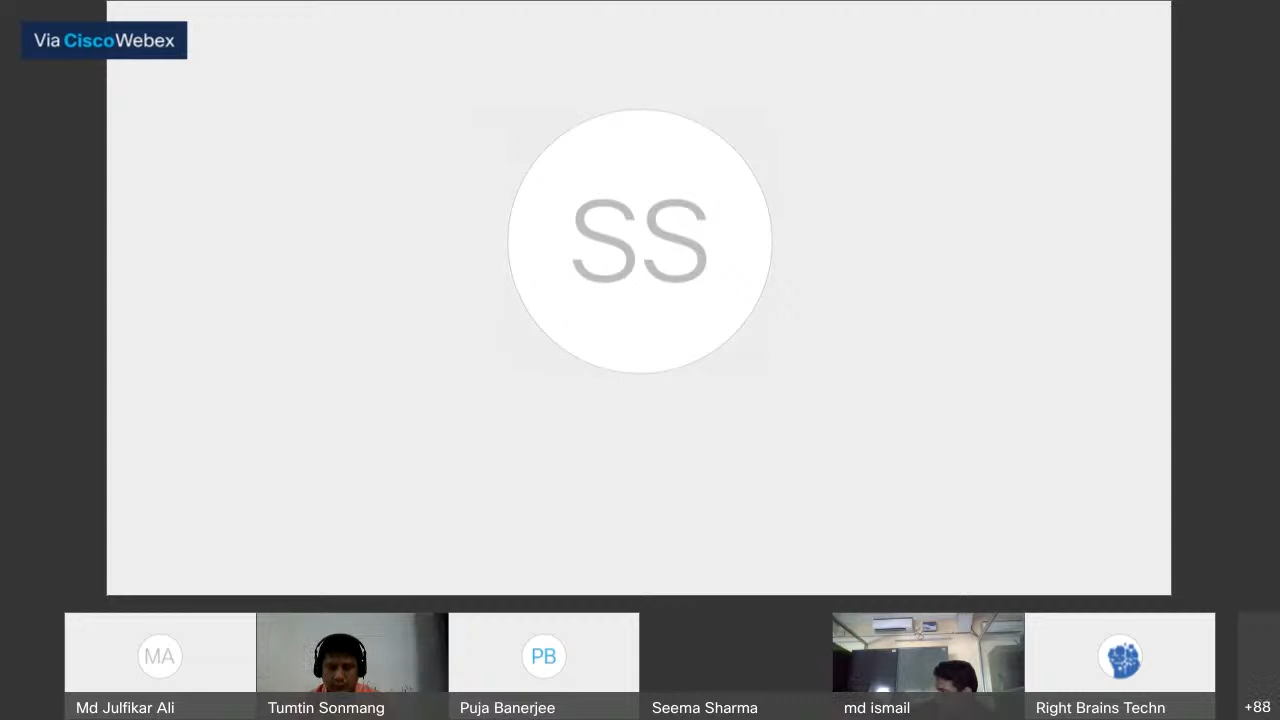 Via CiscoWebex
SS
MA
PB
Md Julfikar Ali
Tumtin Sonmang
Puja Banerjee
Seema Sharma
md ismail
Right Brains Techn
+88